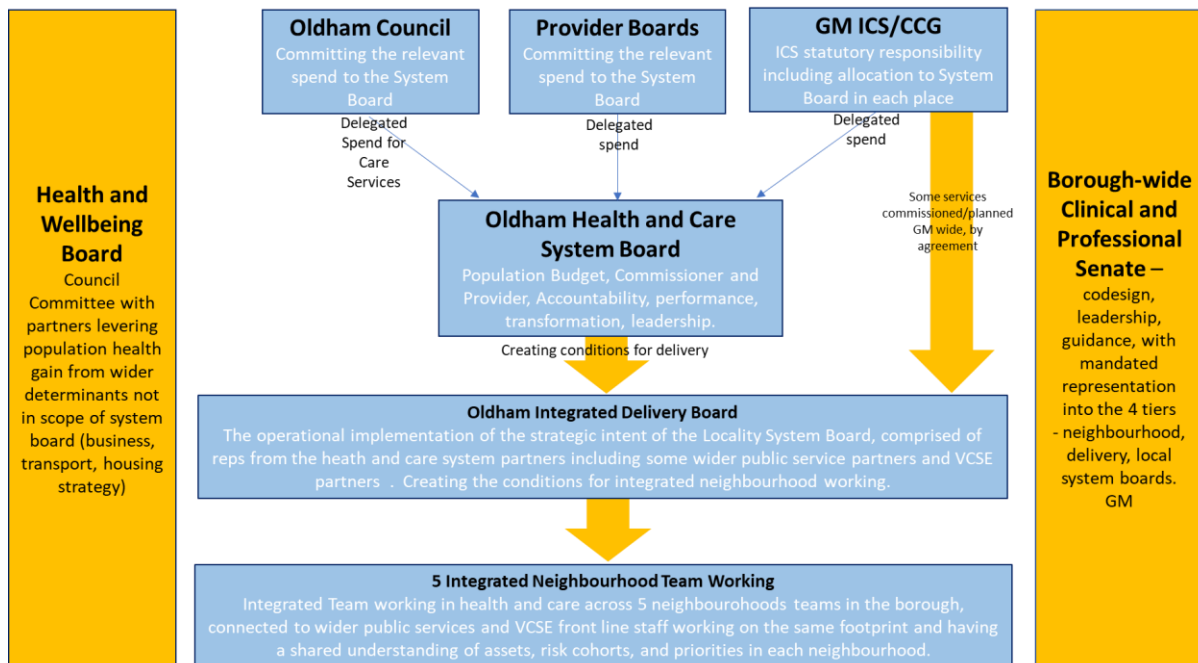 Oldham Council
Committing the relevant
spend to the System
Board
Provider Boards
Committing the relevant
spend to the System
Board
GM ICS/CCG
ICS statutory responsibility
including allocation to System
Board in each place
Delegated
Spend for
Care
Services
Delegated
spend
Delegated
spend
Health and
Wellbeing
Board
Council
Committee with
partners levering
population health
gain from wider
determinants not
in scope of system
board (business,
transport, housing
strategy)
Oldham Health and Care
System Board
Population Budget, Commissioner and
Provider, Accountability, performance,
transformation, leadership.
Some services
commissioned/planned
GM wide, by
agreement
Borough-wide
Clinical and
Professional
Senate –
codesign,
leadership,
guidance, with
mandated
representation
into the 4 tiers
- neighbourhood,
delivery, local
system boards.
GM
Creating conditions for delivery
Oldham Integrated Delivery Board
The operational implementation of the strategic intent of the Locality System Board, comprised of
reps from the heath and care system partners including some wider public service partners and VCSE
partners . Creating the conditions for integrated neighbourhood working.
5 Integrated Neighbourhood Team Working
Integrated Team working in health and care across 5 neighbourohoods teams in the borough,
connected to wider public services and VCSE front line staff working on the same footprint and having
a shared understanding of assets, risk cohorts, and priorities in each neighbourhood.